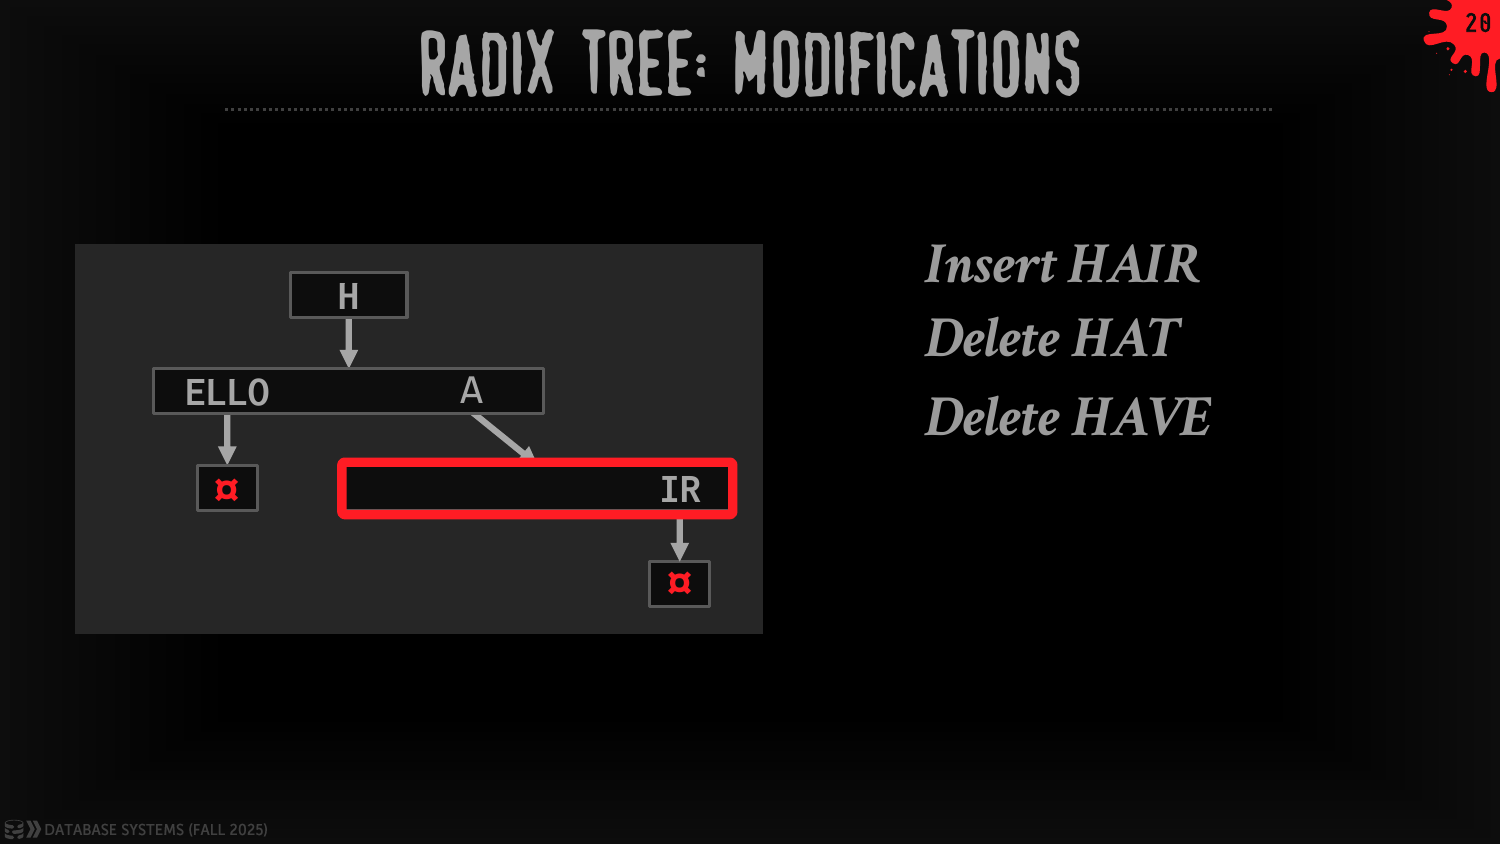 20
RADIX TREE: MODIFICATIONS
Insert HAIR
Delete HAT
Delete HAVE
H
ELLO A
¤ IR
¤
DATABASE SYSTEMS (FALL 2025)